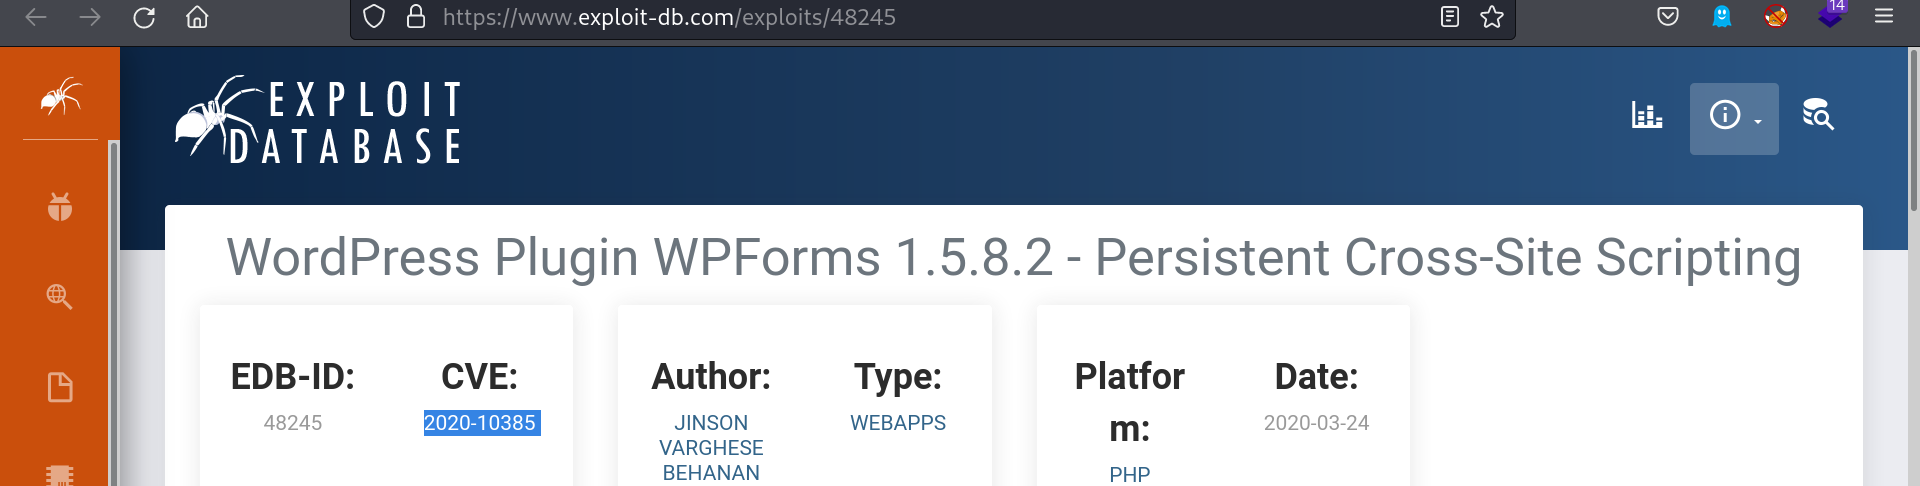 https://www.exploit-db.com/exploits/48245
14
EXPLOIT
DATABASE
WordPress Plugin WPForms 1.5.8.2 - Persistent Cross-Site Scripting
EDB-ID:
48245
CVE:
2020-10385
Author:
JINSON
VARGHESE
BEHANAN
Type:
WEBAPPS
Platfor
m:
PHP
Date:
2020-03-24